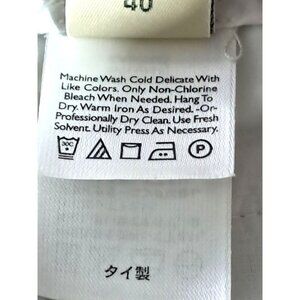 40
Machine Wash Cold Delicate With
Like Colors. Only Non-Chlorine
Bleach When Needed. Hang To
Dry. Warm Iron As Desired. -Or-
Professionally Dry Clean. Use Fresh
Solvent. Utility Press As Necessary.
30C P
タイ製